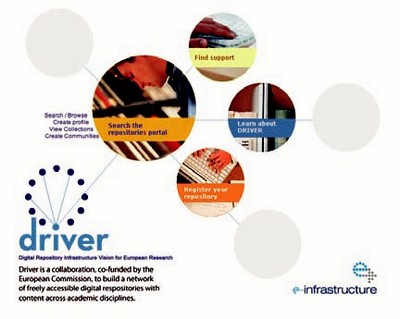 Find support
Search / Browse
Create profile
View Collections
Create Communities
Search the
repositories portal
Learn about
DRIVER
Register your
repository
driver
Digital Repository Infrastructure Vision for European Research
Driver is a collaboration, co-funded by the
European Commission, to build a network
of freely accessible digital respositories with
content across academic disciplines.
e-infrastructure